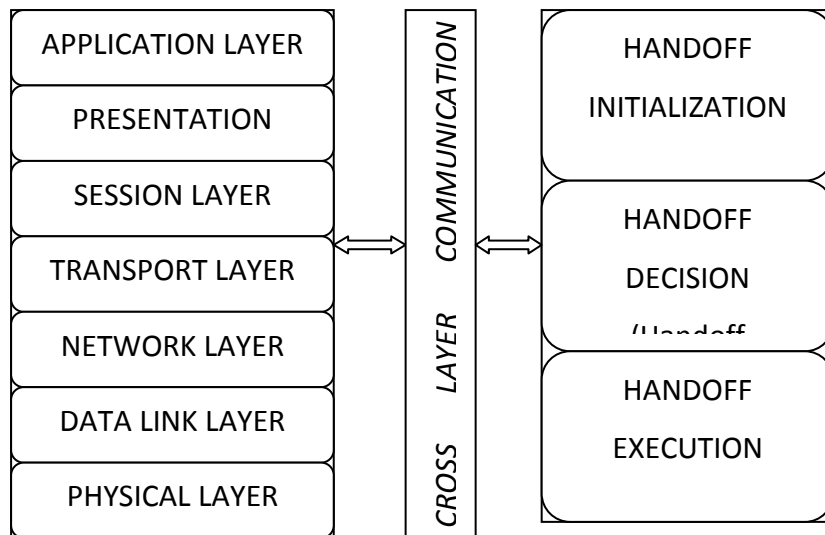 APPLICATION LAYER
PRESENTATION
SESSION LAYER
TRANSPORT LAYER
NETWORK LAYER
DATA LINK LAYER
PHYSICAL LAYER
CROSS LAYER COMMUNICATION
HANDOFF
INITIALIZATION
HANDOFF
DECISION
(Handoff
HANDOFF
EXECUTION